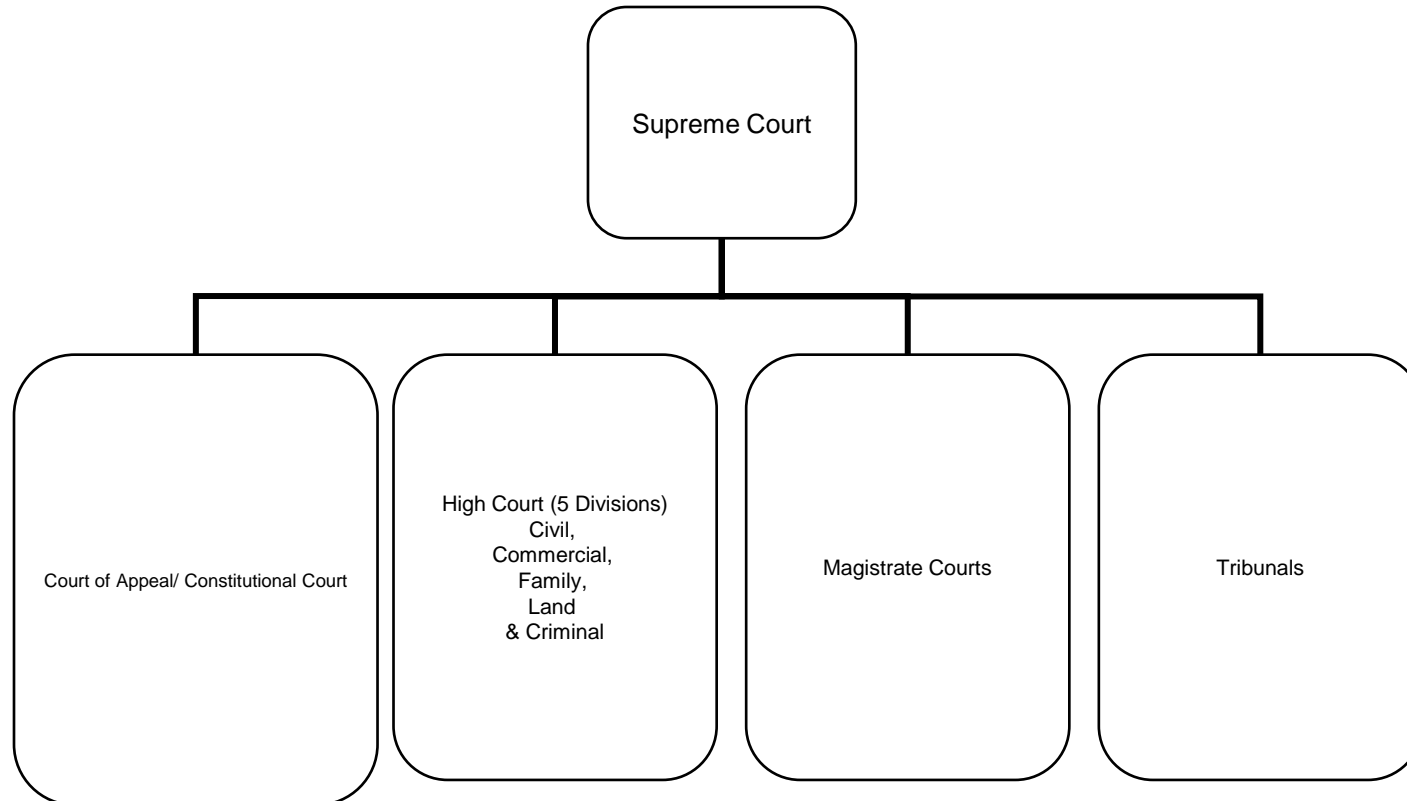 Supreme Court
Court of Appeal/ Constitutional Court
High Court (5 Divisions)
Civil,
Commercial,
Family,
Land
& Criminal
Magistrate Courts
Tribunals